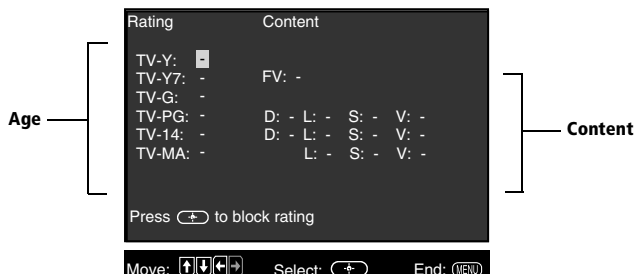 Rating Content
TV-Y: -
TV-Y7: - FV: -
TV-G: -
TV-PG: - D: - L: - S: - V: -
TV-14: - D: - L: - S: - V: -
TV-MA: - L: - S: - V: -
Age
Content
Press to block rating
Move: Select: End: MENU